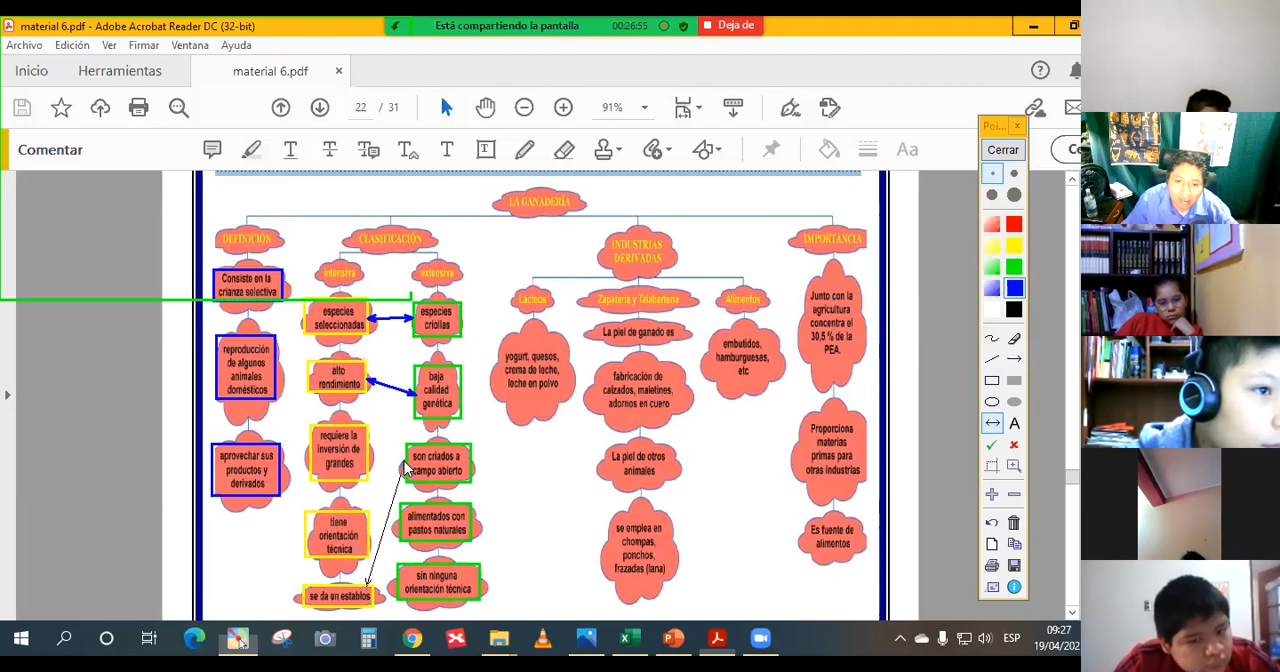 material 6.pdf - Adobe Acrobat Reader DC (32-bit)
Está compartiendo la pantalla
00:26:55
Deja de
Archivo Edición Ver Firmar Ventana Ayuda
Inicio Herramientas material 6.pdf ×
22 / 31 91%
Comentar
Cerrar
LA GANADERÍA
DEFINICIÓN
Consiste en la
crianza selectiva
reproducción
de algunos
animales
domésticos
aprovechar sus
productos y
derivados
CLASIFICACIÓN
intensiva
especies
seleccionadas
alto
rendimiento
requiere la
inversión de
grandes
tiene
orientación
técnica
se da en establos
extensiva
especies
criollas
baja
calidad
genética
son criados a
campo abierto
alimentados con
pastos naturales
sin ninguna
orientación técnica
INDUSTRIAS
DERIVADAS
Lácteos
yogurt, quesos,
crema de leche,
leche en polvo
Zapatería y Talabartería
La piel de ganado es
fabricación de
calzados, maletines,
adornos en cuero
La piel de otros
animales
se emplea en
chompas,
ponchos,
frazadas (lana)
Alimentos
embutidos,
hamburguesas,
etc
IMPORTANCIA
Junto con la
agricultura
concentra el
30,5 % de la
PEA.
Proporciona
materias
primas para
otras industrias
Es fuente de
alimentos
A
ESP
09:27